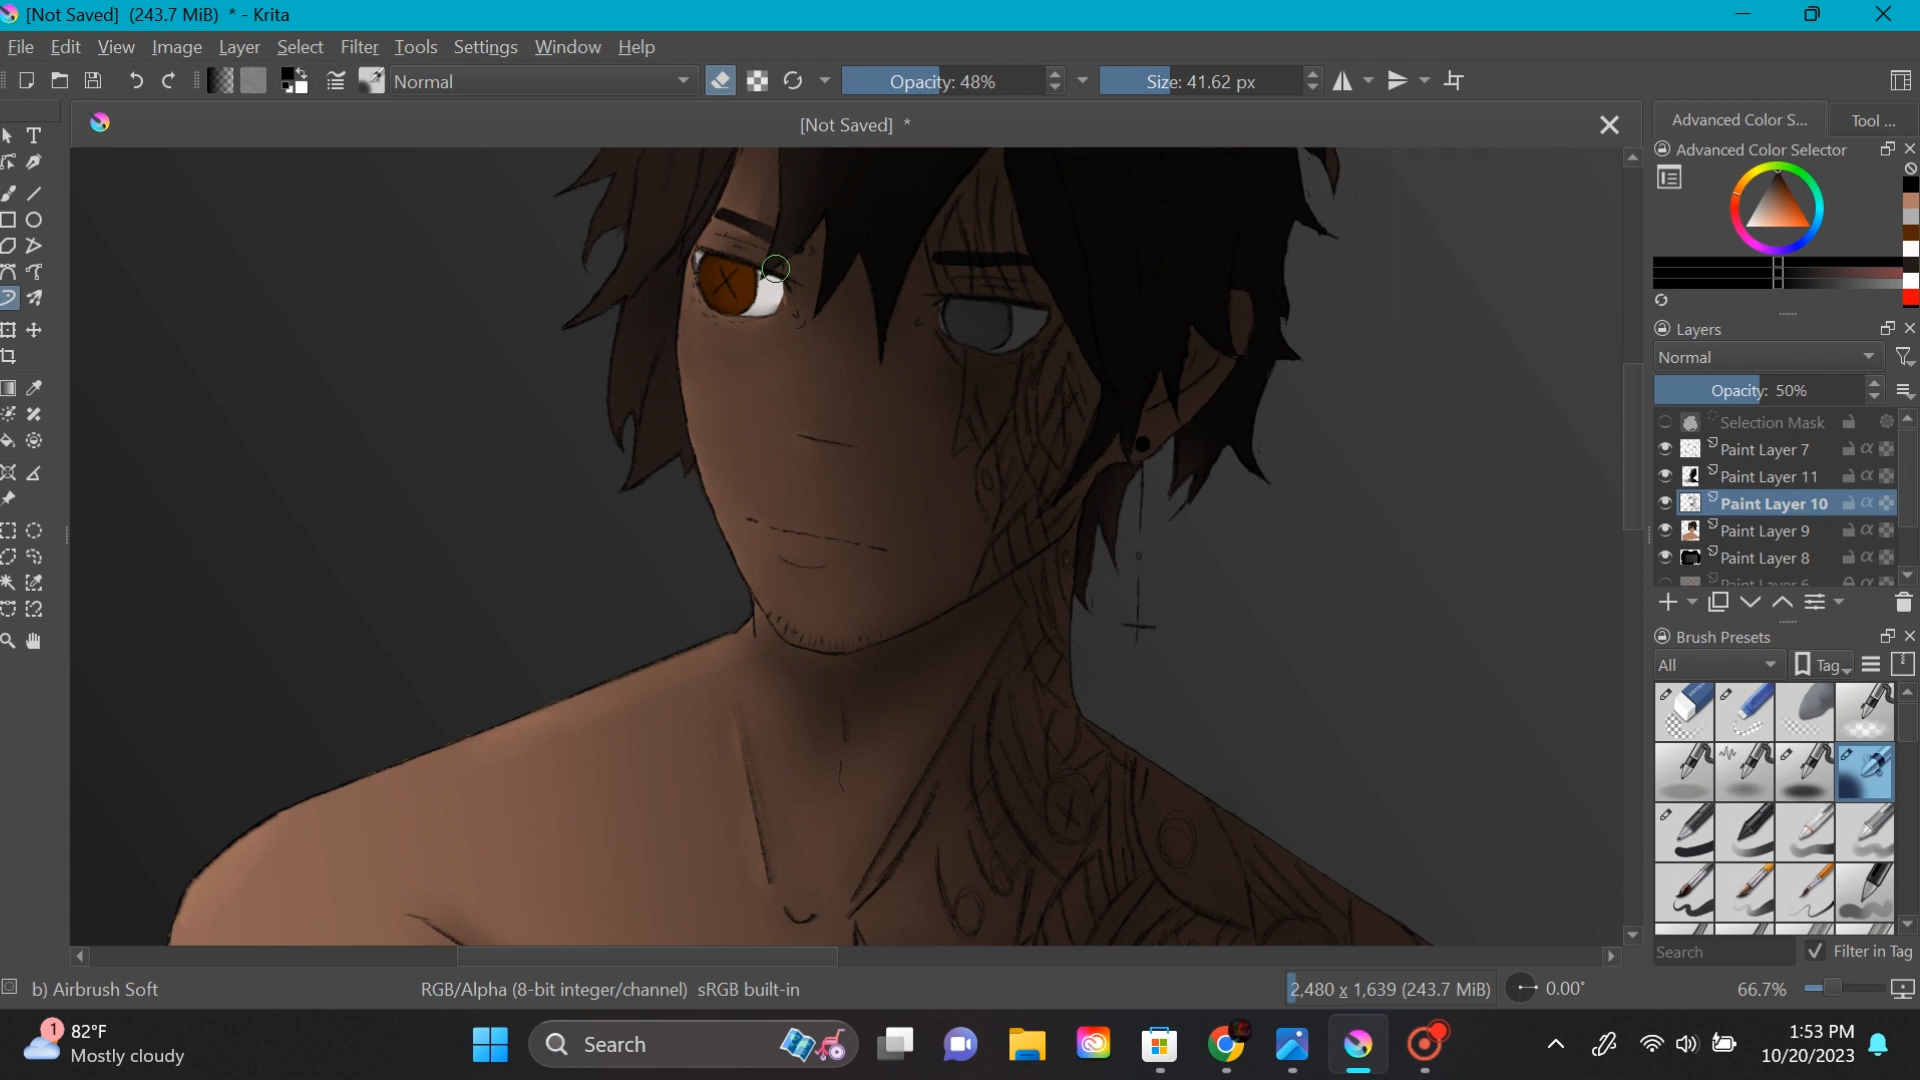 [Not Saved]  (243.7 MiB)  * - Krita
File Edit View Image Layer Select Filter Tools Settings Window Help
Normal Opacity: 48% Size: 41.62 px
[Not Saved]  *
Advanced Color S... Tool ...
Advanced Color Selector
Layers
Normal
Opacity: 50%
Selection Mask
Paint Layer 7
Paint Layer 11
Paint Layer 10
Paint Layer 9
Paint Layer 8
Paint Layer 6
Brush Presets
All Tag
Search Filter in Tag
b) Airbrush Soft RGB/Alpha (8-bit integer/channel)  sRGB built-in 2,480 x 1,639 (243.7 MiB) 0.00° 66.7%
1 82°F
Mostly cloudy
Search
1:53 PM
10/20/2023